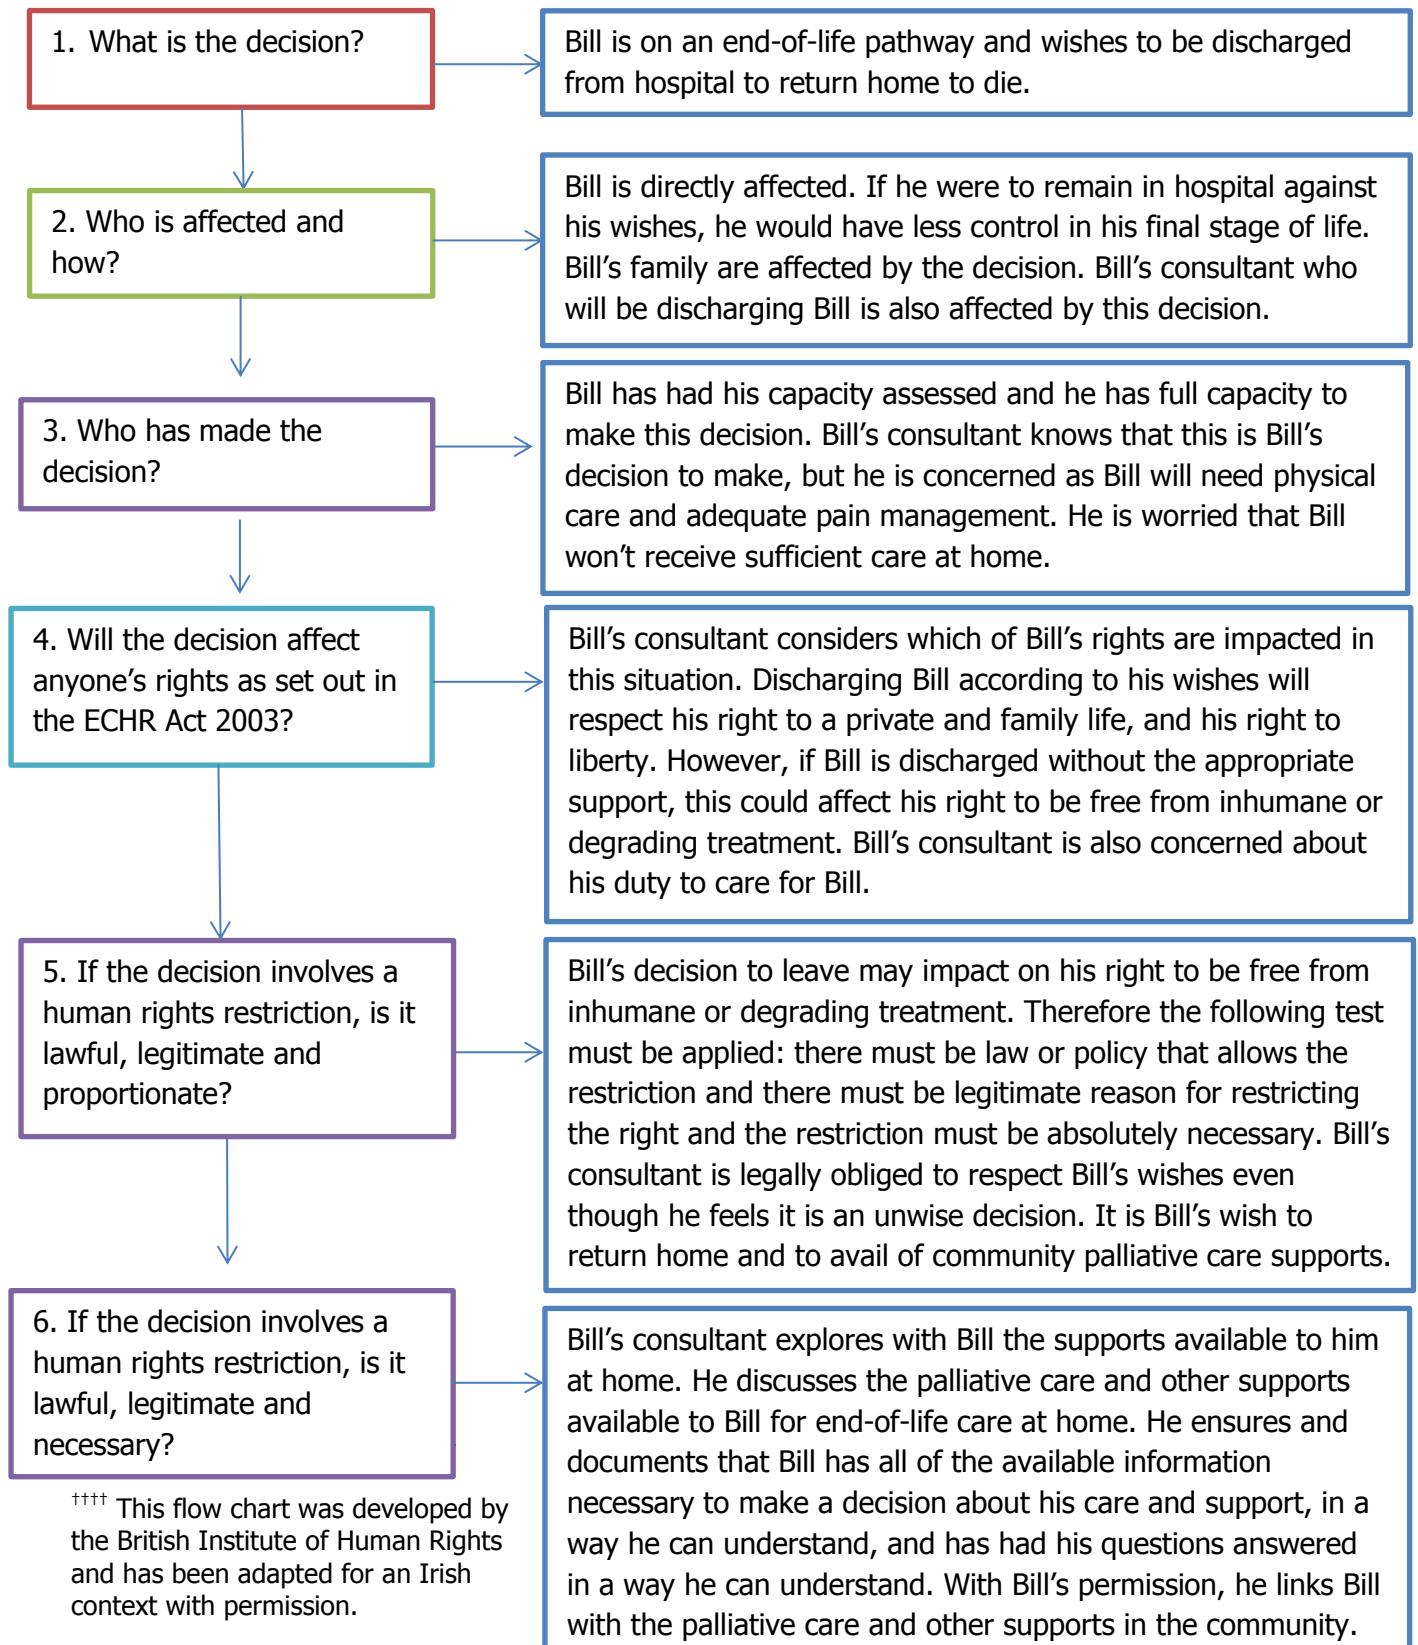 1. What is the decision?
Bill is on an end-of-life pathway and wishes to be discharged
from hospital to return home to die.
2. Who is affected and
how?
Bill is directly affected. If he were to remain in hospital against
his wishes, he would have less control in his final stage of life.
Bill’s family are affected by the decision. Bill’s consultant who
will be discharging Bill is also affected by this decision.
3. Who has made the
decision?
Bill has had his capacity assessed and he has full capacity to
make this decision. Bill’s consultant knows that this is Bill’s
decision to make, but he is concerned as Bill will need physical
care and adequate pain management. He is worried that Bill
won’t receive sufficient care at home.
4. Will the decision affect
anyone’s rights as set out in
the ECHR Act 2003?
Bill’s consultant considers which of Bill’s rights are impacted in
this situation. Discharging Bill according to his wishes will
respect his right to a private and family life, and his right to
liberty. However, if Bill is discharged without the appropriate
support, this could affect his right to be free from inhumane or
degrading treatment. Bill’s consultant is also concerned about
his duty to care for Bill.
5. If the decision involves a
human rights restriction, is it
lawful, legitimate and
proportionate?
Bill’s decision to leave may impact on his right to be free from
inhumane or degrading treatment. Therefore the following test
must be applied: there must be law or policy that allows the
restriction and there must be legitimate reason for restricting
the right and the restriction must be absolutely necessary. Bill’s
consultant is legally obliged to respect Bill’s wishes even
though he feels it is an unwise decision. It is Bill’s wish to
return home and to avail of community palliative care supports.
6. If the decision involves a
human rights restriction, is it
lawful, legitimate and
necessary?
Bill’s consultant explores with Bill the supports available to him
at home. He discusses the palliative care and other supports
available to Bill for end-of-life care at home. He ensures and
documents that Bill has all of the available information
necessary to make a decision about his care and support, in a
way he can understand, and has had his questions answered
in a way he can understand. With Bill’s permission, he links Bill
with the palliative care and other supports in the community.
†††† This flow chart was developed by
the British Institute of Human Rights
and has been adapted for an Irish
context with permission.